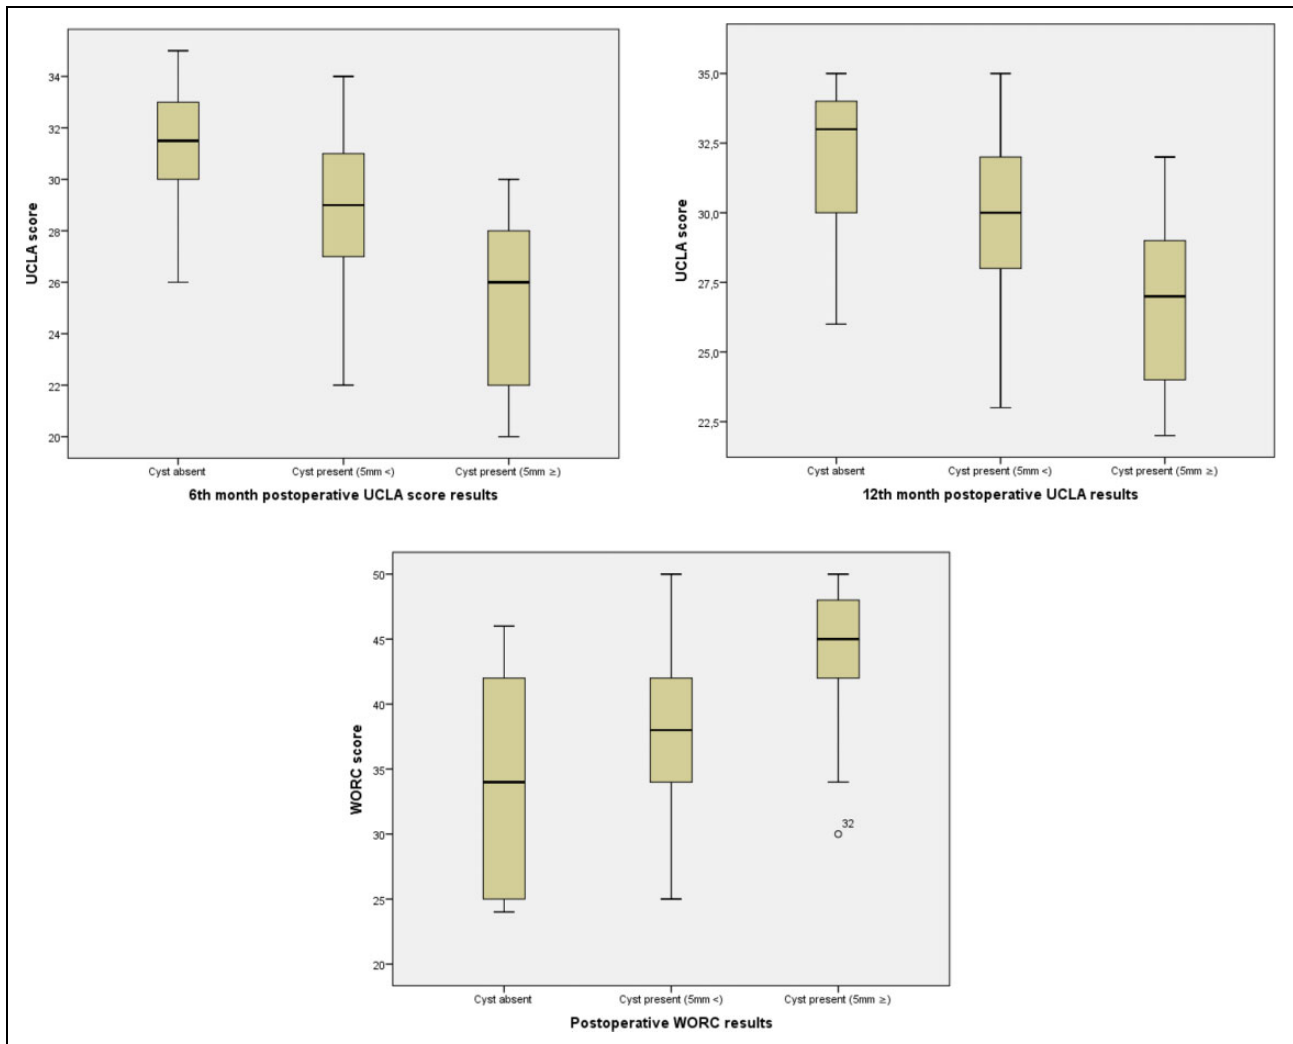 34
32
30
28
26
24
22
20
UCLA score
Cyst absent
Cyst present (5mm <)
Cyst present (5mm ≥)
6th month postoperative UCLA score results
35,0
32,5
30,0
27,5
25,0
22,5
UCLA score
Cyst absent
Cyst present (5mm <)
Cyst present (5mm ≥)
12th month postoperative UCLA results
50
45
40
35
30
25
20
WORC score
32
Cyst absent
Cyst present (5mm <)
Cyst present (5mm ≥)
Postoperative WORC results